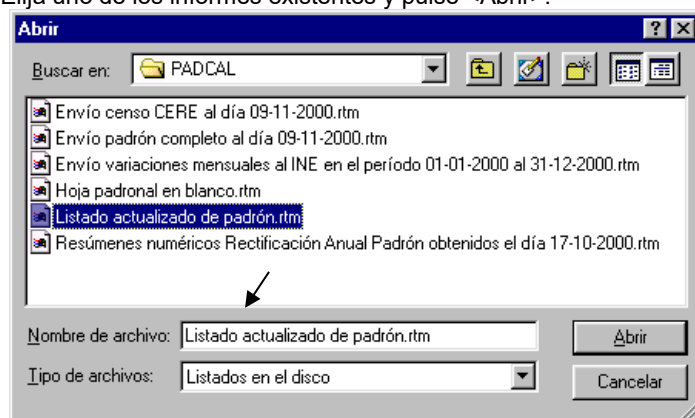 Elija uno de los informes existentes y pulse <Abrir>.
Abrir
Buscar en: PADCAL
Envío censo CERE al día 09-11-2000.rtm
Envío padrón completo al día 09-11-2000.rtm
Envío variaciones mensuales al INE en el período 01-01-2000 al 31-12-2000.rtm
Hoja padronal en blanco.rtm
Listado actualizado de padrón.rtm
Resúmenes numéricos Rectificación Anual Padrón obtenidos el día 17-10-2000.rtm
Nombre de archivo: Listado actualizado de padrón.rtm Abrir
Tipo de archivos: Listados en el disco Cancelar